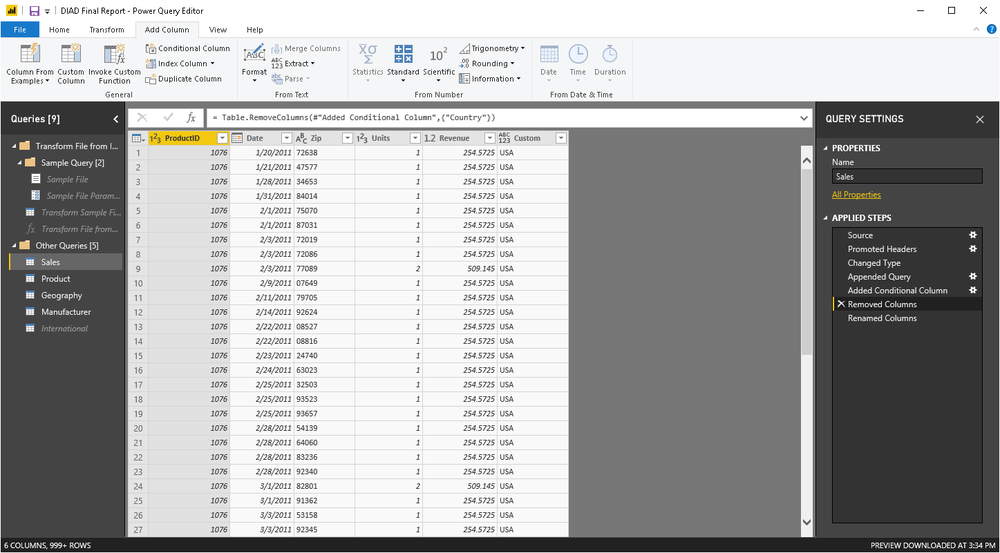 DIAD Final Report - Power Query Editor
File Home Transform Add Column View Help
Column From Examples
Custom Column
Invoke Custom Function
Conditional Column
Index Column
Duplicate Column
General
ABC
Format
Merge Columns
ABC 123 Extract
abc Parse
From Text
XΣ Statistics
Standard
10² Scientific
Trigonometry
.00 Rounding
Information
From Number
Date
Time
Duration
From Date & Time
Queries [9]
Transform File from I...
Sample Query [2]
Sample File
Sample File Param...
Transform Sample Fi...
fx Transform File from...
Other Queries [5]
Sales
Product
Geography
Manufacturer
International
fx = Table.RemoveColumns(#"Added Conditional Column",{"Country"})
1²3 ProductID Date ABC Zip 1²3 Units 1.2 Revenue ABC 123 Custom
1 1076 1/20/2011 72638 1 254.5725 USA
2 1076 1/21/2011 47577 1 254.5725 USA
3 1076 1/28/2011 34653 1 254.5725 USA
4 1076 1/31/2011 84014 1 254.5725 USA
5 1076 2/1/2011 75070 1 254.5725 USA
6 1076 2/1/2011 87031 1 254.5725 USA
7 1076 2/3/2011 72019 1 254.5725 USA
8 1076 2/3/2011 72086 1 254.5725 USA
9 1076 2/3/2011 77089 2 509.145 USA
10 1076 2/9/2011 07649 1 254.5725 USA
11 1076 2/11/2011 79705 1 254.5725 USA
12 1076 2/14/2011 92624 1 254.5725 USA
13 1076 2/22/2011 08527 1 254.5725 USA
14 1076 2/22/2011 08816 1 254.5725 USA
15 1076 2/23/2011 24740 1 254.5725 USA
16 1076 2/24/2011 63023 1 254.5725 USA
17 1076 2/25/2011 32503 1 254.5725 USA
18 1076 2/25/2011 93523 1 254.5725 USA
19 1076 2/25/2011 93657 1 254.5725 USA
20 1076 2/28/2011 54139 1 254.5725 USA
21 1076 2/28/2011 64060 1 254.5725 USA
22 1076 2/28/2011 83236 1 254.5725 USA
23 1076 2/28/2011 92340 1 254.5725 USA
24 1076 3/1/2011 82801 2 509.145 USA
25 1076 3/1/2011 91362 1 254.5725 USA
26 1076 3/3/2011 53158 1 254.5725 USA
27 1076 3/3/2011 92345 1 254.5725 USA
QUERY SETTINGS
PROPERTIES
Name
Sales
All Properties
APPLIED STEPS
Source
Promoted Headers
Changed Type
Appended Query
Added Conditional Column
Removed Columns
Renamed Columns
6 COLUMNS, 999+ ROWS
PREVIEW DOWNLOADED AT 3:34 PM